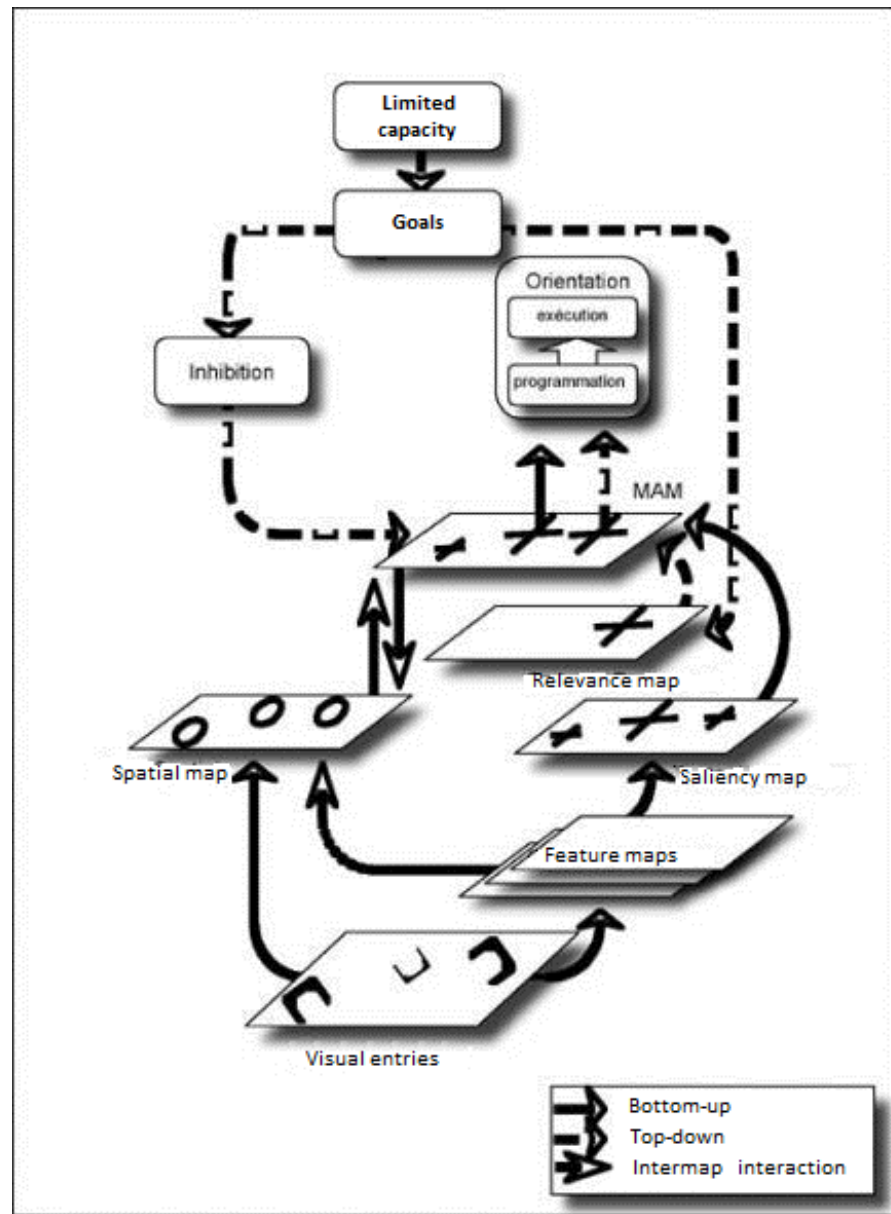 Limited
capacity
Goals
Orientation
exécution
programmation
Inhibition
MAM
Relevance map
Spatial map
Saliency map
Feature maps
Visual entries
Bottom-up
Top-down
Intermap interaction